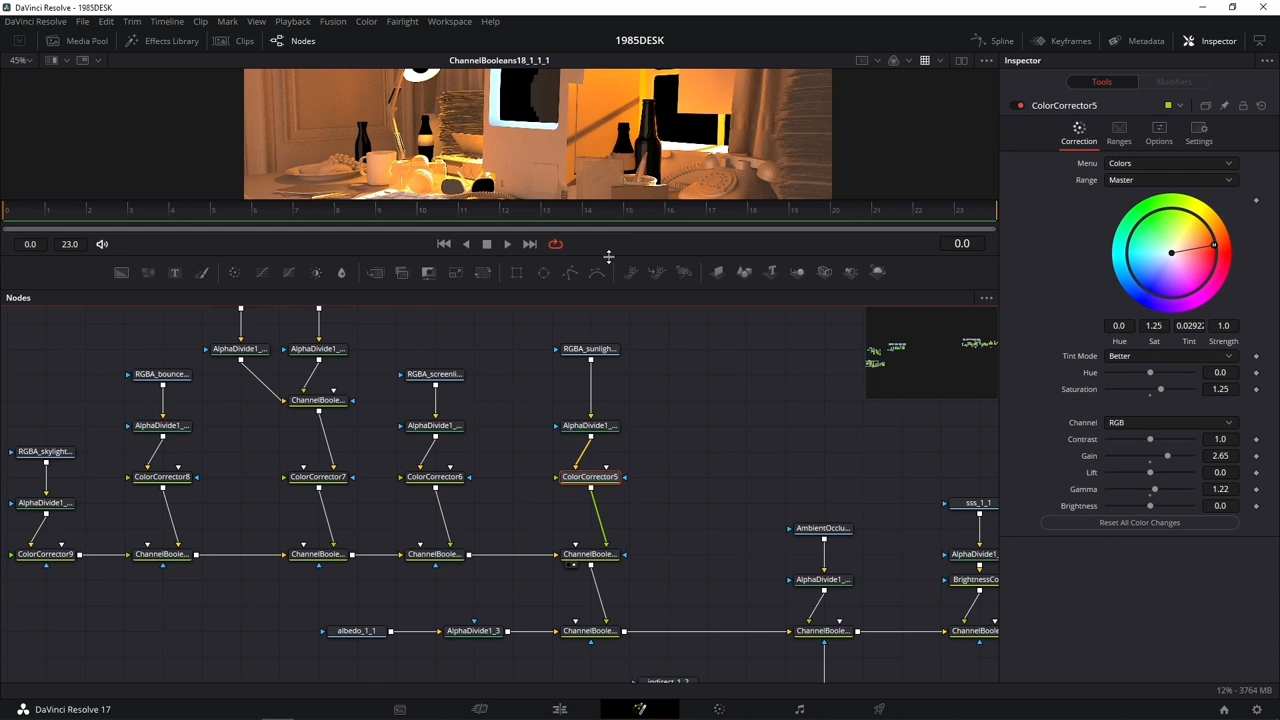 DaVinci Resolve - 1985DESK
DaVinci Resolve File Edit Trim Timeline Clip Mark View Playback Fusion Color Fairlight Workspace Help
Media Pool Effects Library Clips Nodes 1985DESK Spline Keyframes Metadata Inspector
45% ChannelBooleans18_1_1_1 Inspector
Tools Modifiers
ColorCorrector5
Correction Ranges Options Settings
Menu Colors
Range Master
0 1 2 3 4 5 6 7 8 9 10 11 12 13 14 15 16 17 18 19 20 21 22 23
0.0 23.0 0.0
Nodes
0.0 1.25 0.02922 1.0
Hue Sat Tint Strength
Tint Mode Better
Hue 0.0
Saturation 1.25
Channel RGB
Contrast 1.0
Gain 2.65
Lift 0.0
Gamma 1.22
Brightness 0.0
Reset All Color Changes
AlphaDivide1_... AlphaDivide1_... RGBA_sunligh...
RGBA_bounce... RGBA_screenli...
ChannelBoole...
AlphaDivide1_... AlphaDivide1_... AlphaDivide1_...
RGBA_skylight...
ColorCorrector8 ColorCorrector7 ColorCorrector6 ColorCorrector5
AlphaDivide1_... sss_1_1
AmbientOcclu...
ColorCorrector9 ChannelBoole... ChannelBoole... ChannelBoole... ChannelBoole... AlphaDivide1_
AlphaDivide1_... BrightnessCo
albedo_1_1 AlphaDivide1_3 ChannelBoole... ChannelBoole... ChannelBoole
indirect_1_2
12% - 3764 MB
DaVinci Resolve 17